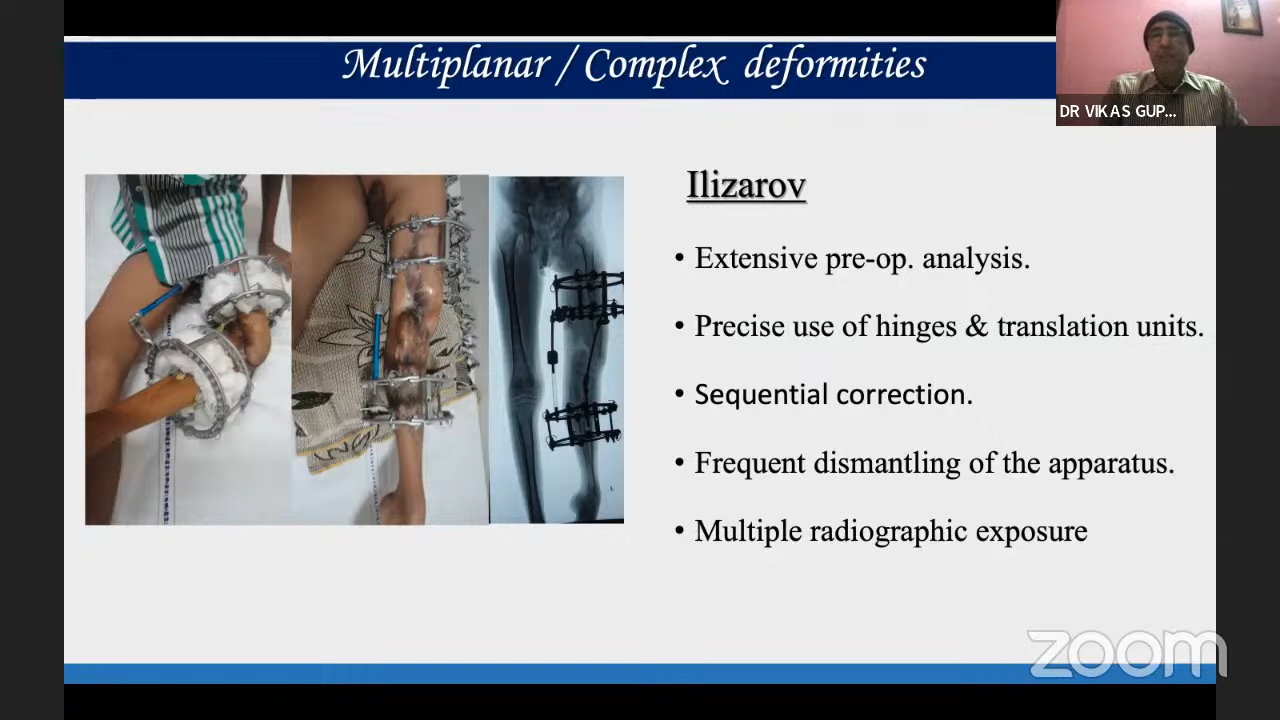 Multiplanar / Complex deformities
DR VIKAS GUP...
Ilizarov
• Extensive pre-op. analysis.
• Precise use of hinges & translation units.
• Sequential correction.
• Frequent dismantling of the apparatus.
• Multiple radiographic exposure
L
zoom